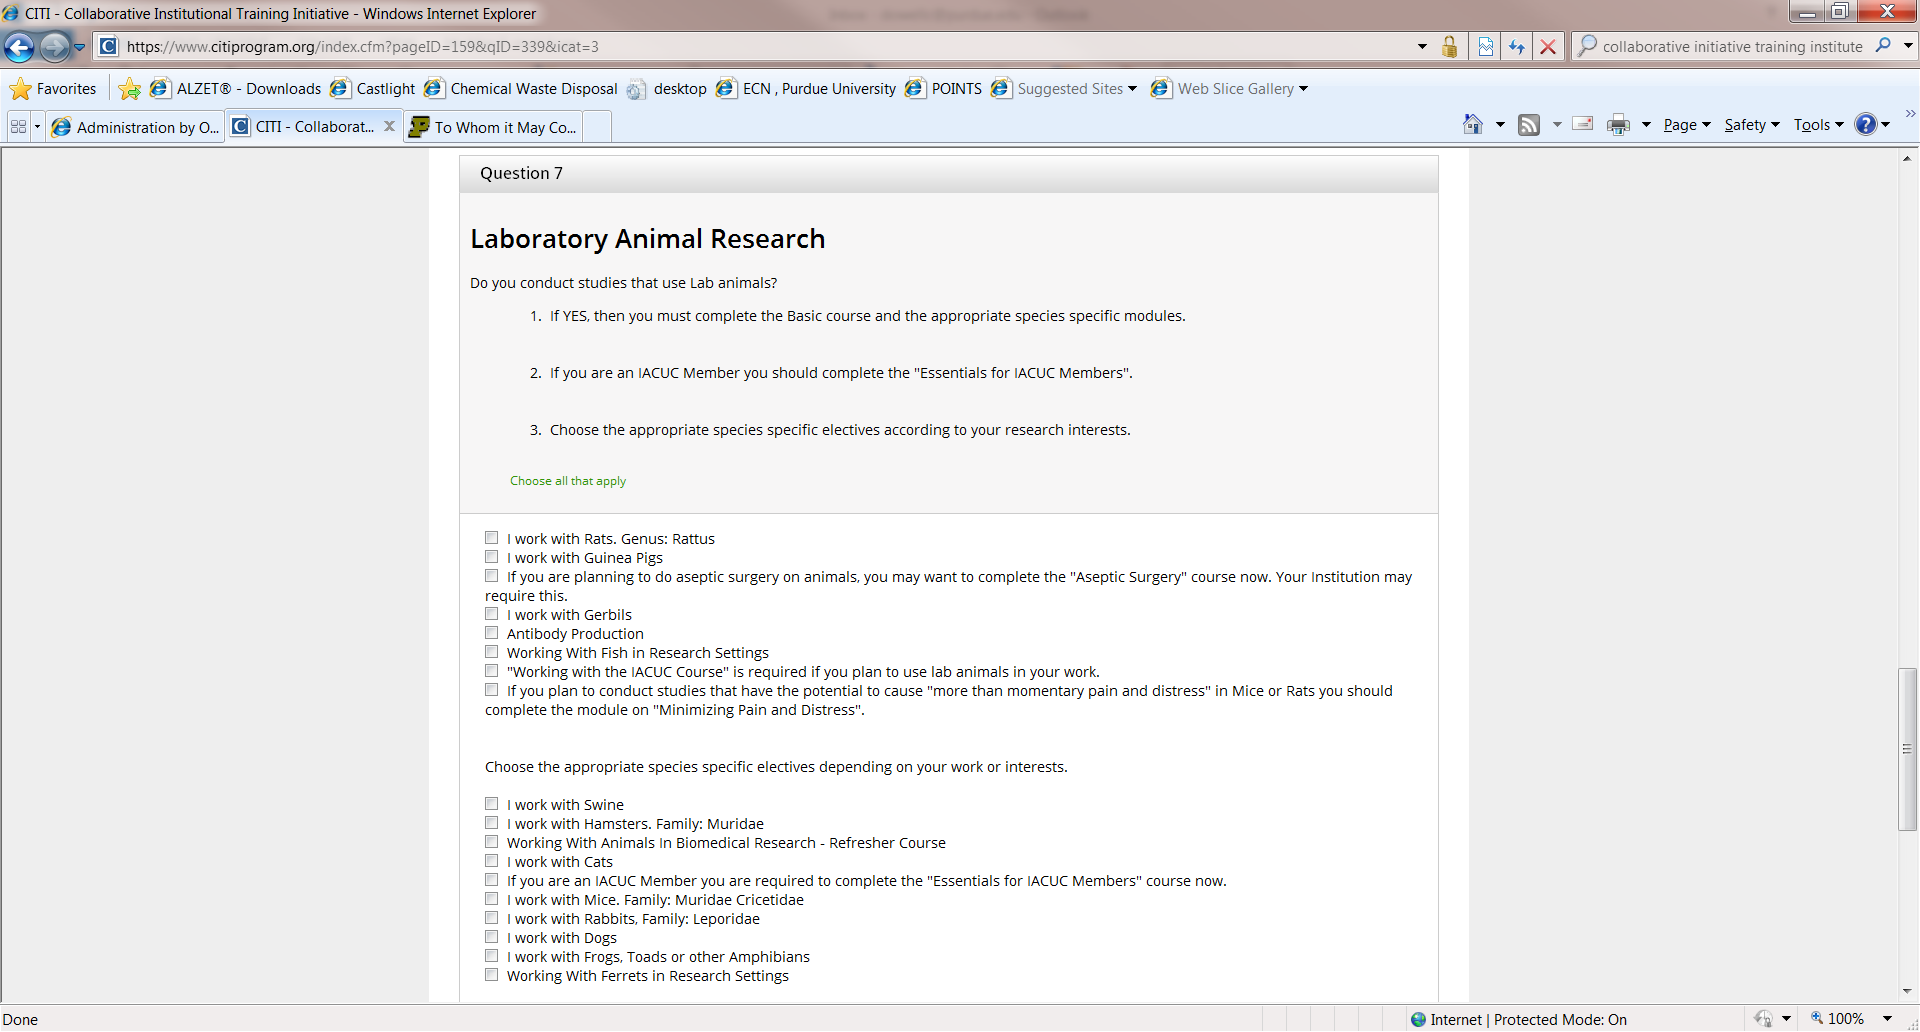 CITI - Collaborative Institutional Training Initiative - Windows Internet Explorer
https://www.citiprogram.org/index.cfm?pageID=159&qID=339&icat=3
collaborative initiative training institute
Favorites ALZET® - Downloads Castlight Chemical Waste Disposal desktop ECN , Purdue University POINTS Suggested Sites Web Slice Gallery
Administration by O... CITI - Collaborat... X To Whom it May Co... Page Safety Tools
Question 7
Laboratory Animal Research
Do you conduct studies that use Lab animals?
1. If YES, then you must complete the Basic course and the appropriate species specific modules.
2. If you are an IACUC Member you should complete the "Essentials for IACUC Members".
3. Choose the appropriate species specific electives according to your research interests.
Choose all that apply
I work with Rats. Genus: Rattus
I work with Guinea Pigs
If you are planning to do aseptic surgery on animals, you may want to complete the "Aseptic Surgery" course now. Your Institution may
require this.
I work with Gerbils
Antibody Production
Working With Fish in Research Settings
"Working with the IACUC Course" is required if you plan to use lab animals in your work.
If you plan to conduct studies that have the potential to cause "more than momentary pain and distress" in Mice or Rats you should
complete the module on "Minimizing Pain and Distress".
Choose the appropriate species specific electives depending on your work or interests.
I work with Swine
I work with Hamsters. Family: Muridae
Working With Animals In Biomedical Research - Refresher Course
I work with Cats
If you are an IACUC Member you are required to complete the "Essentials for IACUC Members" course now.
I work with Mice. Family: Muridae Cricetidae
I work with Rabbits, Family: Leporidae
I work with Dogs
I work with Frogs, Toads or other Amphibians
Working With Ferrets in Research Settings
Done Internet | Protected Mode: On 100%